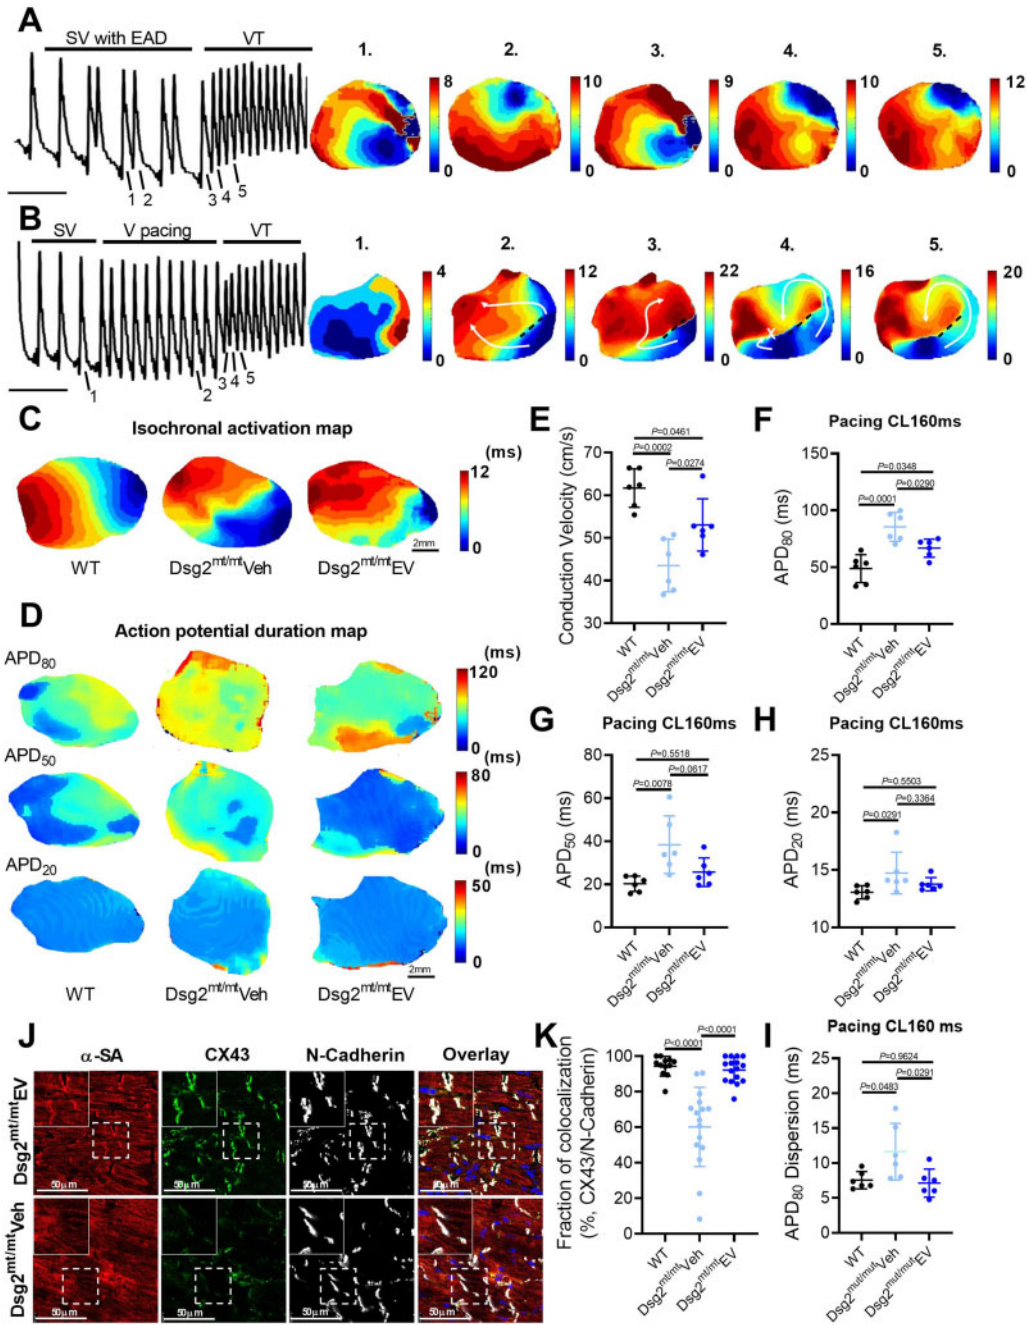 A
SV with EAD
VT
1.
2.
3.
4.
5.
8
0
10
0
9
0
10
0
12
0
1
2
3
4
5
B
SV
V pacing
VT
1.
2.
3.
4.
5.
4
0
12
0
22
0
16
0
20
0
X
1
2
3
4
5
C
Isochronal activation map
(ms)
12
0
2mm
WT
Dsg2mt/mtVeh
Dsg2mt/mtEV
D
Action potential duration map
APD80
(ms)
120
0
APD50
(ms)
80
0
APD20
(ms)
50
0
2mm
WT
Dsg2mt/mtVeh
Dsg2mt/mtEV
E
P=0.0461
P=0.0002
P=0.0274
Conduction Velocity (cm/s)
70
60
50
40
30
WT
Dsg2mt/mtVeh
Dsg2mt/mtEV
F
Pacing CL160ms
P=0.0348
P=0.0290
P=0.0001
APD80 (ms)
150
100
50
0
WT
Dsg2mt/mtVeh
Dsg2mt/mtEV
G
Pacing CL160ms
P=0.5518
P=0.0617
P=0.0078
APD50 (ms)
80
60
40
20
0
WT
Dsg2mt/mtVeh
Dsg2mt/mtEV
H
Pacing CL160ms
P=0.5503
P=0.3364
P=0.0291
APD20 (ms)
25
20
15
10
WT
Dsg2mt/mtVeh
Dsg2mt/mtEV
J
α-SA
CX43
N-Cadherin
Overlay
Dsg2mt/mtEV
50μm
50μm
50μm
50μm
Dsg2mt/mtVeh
50μm
50μm
50μm
50μm
K
P<0.0001
P<0.0001
Fraction of colocalization
(%, CX43/N-Cadherin)
100
80
60
40
20
0
WT
Dsg2mt/mtVeh
Dsg2mt/mtEV
I
Pacing CL160 ms
P=0.9624
P=0.0291
P=0.0483
APD80 Dispersion (ms)
25
20
15
10
5
0
WT
Dsg2mut/mutVeh
Dsg2mut/mutEV